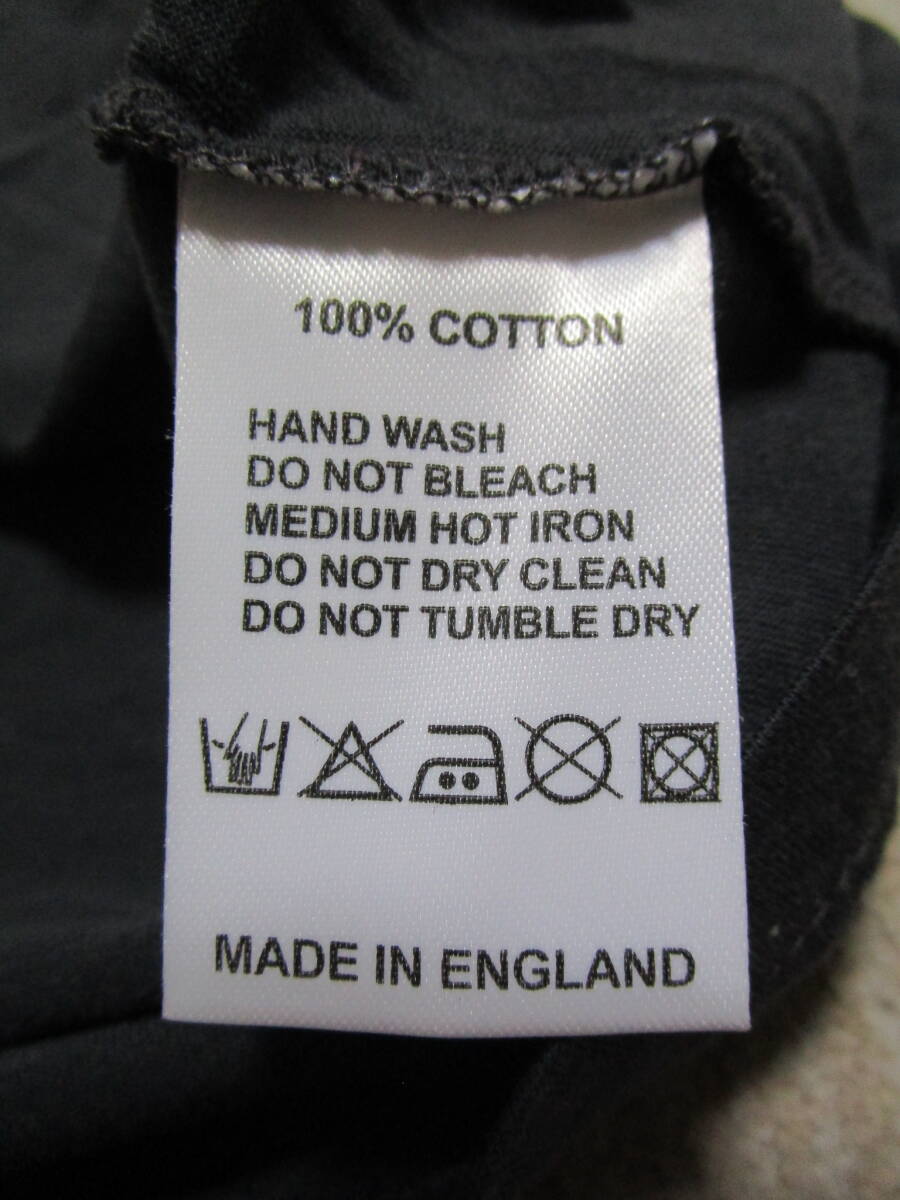 100% COTTON
HAND WASH
DO NOT BLEACH
MEDIUM HOT IRON
DO NOT DRY CLEAN
DO NOT TUMBLE DRY
MADE IN ENGLAND